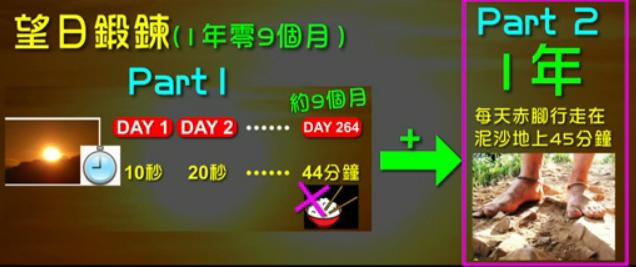 望日鍛鍊(1年零9個月)
Part 1
約9個月
DAY 1 DAY 2 ...... DAY 264
10秒 20秒 ...... 44分鐘
+
Part 2
1年
每天赤腳行走在
泥沙地上45分鐘